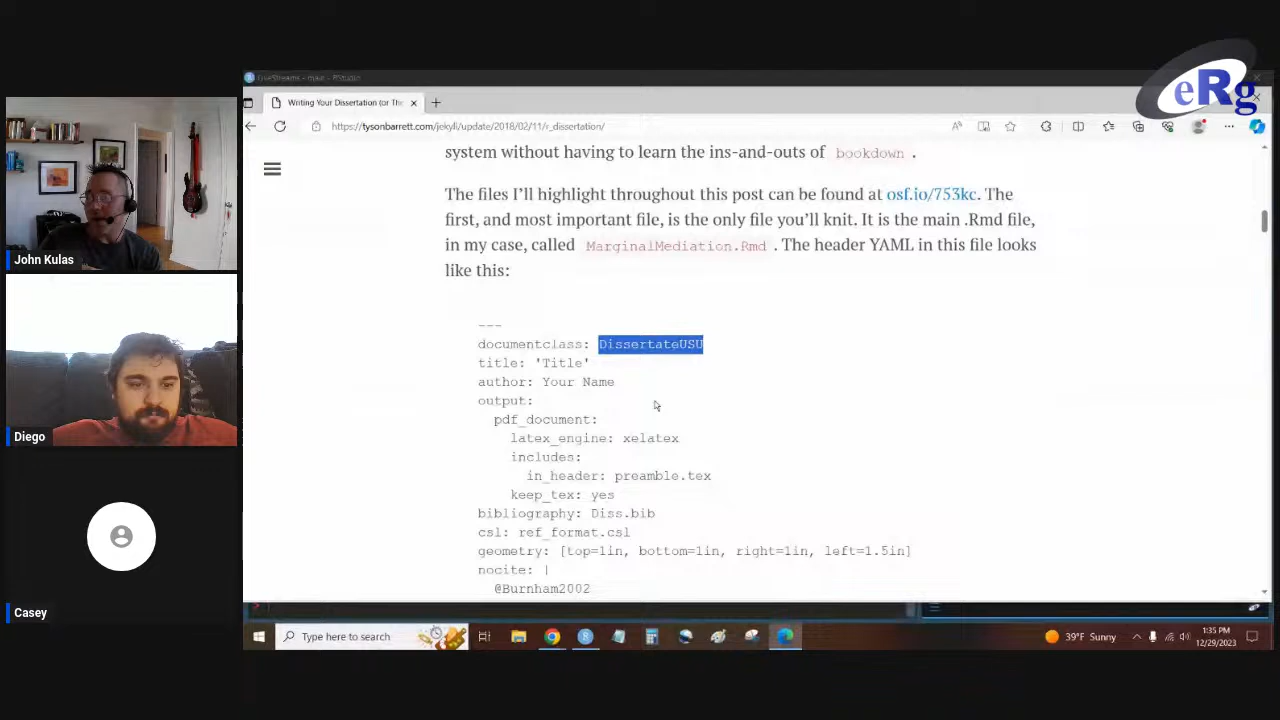 eRg
LiveStreams - main - RStudio
Writing Your Dissertation (or The
https://tysonbarrett.com/jekyll/update/2018/02/11/r_dissertation/
system without having to learn the ins-and-outs of bookdown .
The files I'll highlight throughout this post can be found at osf.io/753kc. The
first, and most important file, is the only file you'll knit. It is the main .Rmd file,
in my case, called MarginalMediation.Rmd . The header YAML in this file looks
like this:
---
documentclass: DissertateUSU
title: 'Title'
author: Your Name
output:
pdf_document:
latex_engine: xelatex
includes:
in_header: preamble.tex
keep_tex: yes
bibliography: Diss.bib
csl: ref_format.csl
geometry: [top=1in, bottom=1in, right=1in, left=1.5in]
nocite: |
@Burnham2002
John Kulas
Diego
Casey
Type here to search
39°F Sunny
1:35 PM
12/29/2023